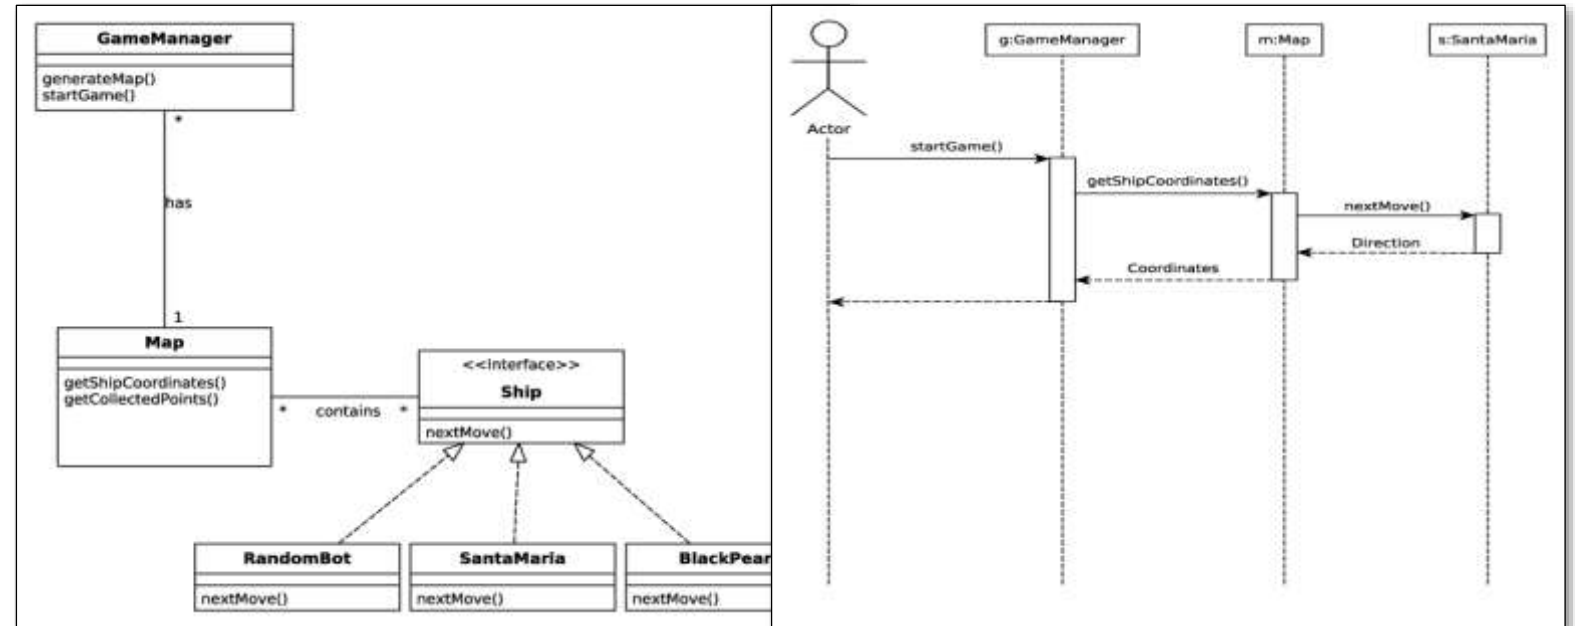 GameManager
generateMap()
startGame()
*
has
1
Map
getShipCoordinates()
getCollectedPoints()
* contains *
<<interface>>
Ship
nextMove()
RandomBot
nextMove()
SantaMaria
nextMove()
BlackPear
nextMove()
Actor
g:GameManager
m:Map
s:SantaMaria
startGame()
getShipCoordinates()
nextMove()
Direction
Coordinates